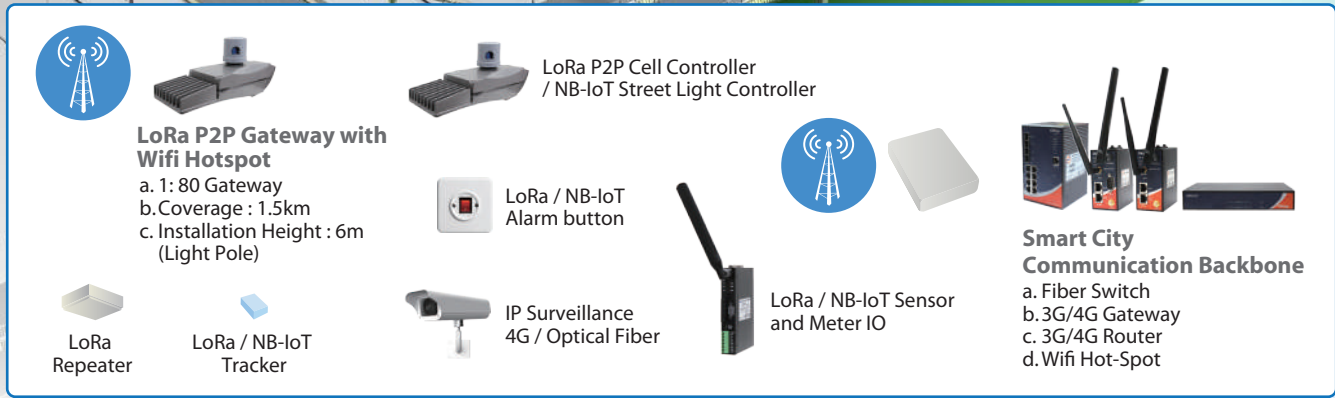 LoRa P2P Gateway with
Wifi Hotspot
a. 1: 80 Gateway
b.Coverage : 1.5km
c. Installation Height : 6m
(Light Pole)
LoRa
Repeater
LoRa / NB-IoT
Tracker
LoRa P2P Cell Controller
/ NB-IoT Street Light Controller
LoRa / NB-IoT
Alarm button
IP Surveillance
4G / Optical Fiber
LoRa / NB-IoT Sensor
and Meter IO
Smart City
Communication Backbone
a. Fiber Switch
b. 3G/4G Gateway
c. 3G/4G Router
d. Wifi Hot-Spot